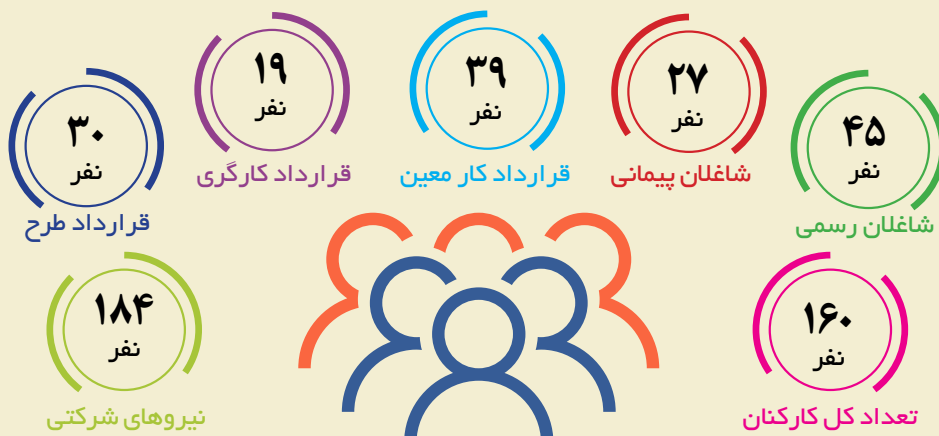 ۴۵
نفر
شاغلان رسمی
۲۷
نفر
شاغلان پیمانی
۳۹
نفر
قرارداد کار معین
۱۹
نفر
قرارداد کارگری
۳۰
نفر
قرارداد طرح
۱۶۰
نفر
تعداد کل کارکنان
۱۸۴
نفر
نیروهای شرکتی